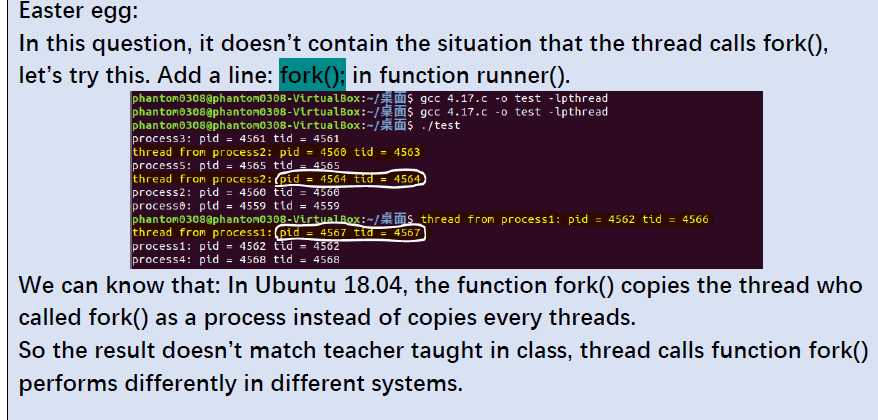 Easter egg:
In this question, it doesn’t contain the situation that the thread calls fork(),
let’s try this. Add a line: fork(); in function runner().
phantom0308@phantom0308-VirtualBox:~/桌面$ gcc 4.17.c -o test -lpthread
phantom0308@phantom0308-VirtualBox:~/桌面$ gcc 4.17.c -o test -lpthread
phantom0308@phantom0308-VirtualBox:~/桌面$ ./test
process3: pid = 4561 tid = 4561
thread from process2: pid = 4560 tid = 4563
process5: pid = 4565 tid = 4565
thread from process2: pid = 4564 tid = 4564
process2: pid = 4560 tid = 4560
process0: pid = 4559 tid = 4559
phantom0308@phantom0308-VirtualBox:~/桌面$ thread from process1: pid = 4562 tid = 4566
thread from process1: pid = 4567 tid = 4567
process1: pid = 4562 tid = 4562
process4: pid = 4568 tid = 4568
We can know that: In Ubuntu 18.04, the function fork() copies the thread who
called fork() as a process instead of copies every threads.
So the result doesn’t match teacher taught in class, thread calls function fork()
performs differently in different systems.